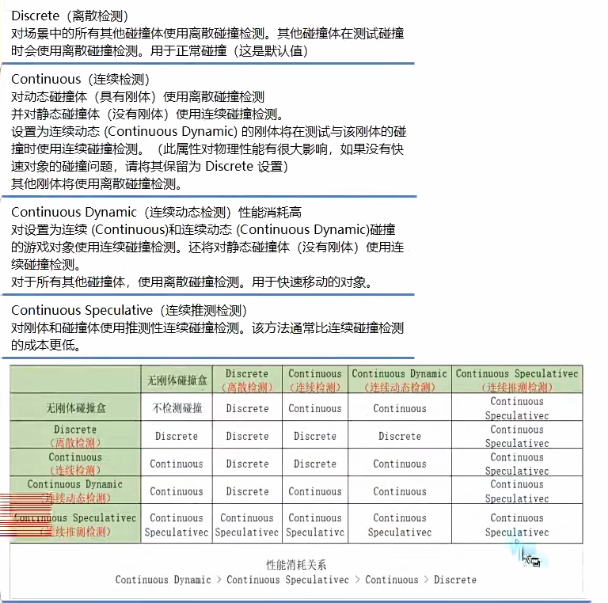 Discrete（离散检测）
对场景中的所有其他碰撞体使用离散碰撞检测。其他碰撞体在测试碰撞
时会使用离散碰撞检测。用于正常碰撞（这是默认值）
Continuous（连续检测）
对动态碰撞体（具有刚体）使用离散碰撞检测
并对静态碰撞体（没有刚体）使用连续碰撞检测。
设置为连续动态 (Continuous Dynamic) 的刚体将在测试与该刚体的碰
撞时使用连续碰撞检测。（此属性对物理性能有很大影响，如果没有快
速对象的碰撞问题，请将其保留为 Discrete 设置）
其他刚体将使用离散碰撞检测。
Continuous Dynamic（连续动态检测）性能消耗高
对设置为连续 (Continuous)和连续动态 (Continuous Dynamic)碰撞
的游戏对象使用连续碰撞检测。还将对静态碰撞体（没有刚体）使用连
续碰撞检测。
对于所有其他碰撞体，使用离散碰撞检测。用于快速移动的对象。
Continuous Speculative（连续推测检测）
对刚体和碰撞体使用推测性连续碰撞检测。该方法通常比连续碰撞检测
的成本更低。
无刚体碰撞盒 Discrete Continuous Continuous Dynamic Continuous Speculativec
（离散检测） （连续检测） （连续动态检测） （连续推测检测）
无刚体碰撞盒 不检测碰撞 Discrete Continuous Continuous Continuous
Speculativec
Discrete Discrete Discrete Discrete Discrete Continuous
（离散检测） Speculativec
Continuous Continuous Discrete Discrete Continuous Continuous
（连续检测） Speculativec
Continuous Dynamic Continuous Discrete Continuous Continuous Continuous
（连续动态检测） Speculativec
Continuous Speculativec Continuous Continuous Continuous Continuous Continuous
（连续推测检测） Speculativec Speculativec Speculativec Speculativec Speculativec
性能消耗关系
Continuous Dynamic > Continuous Speculativec > Continuous > Discrete